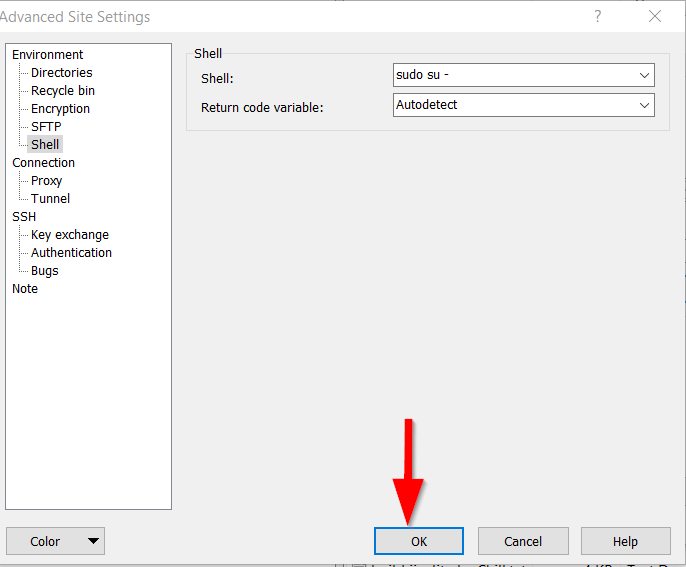 Advanced Site Settings ?
Environment
Directories
Recycle bin
Encryption
SFTP
Shell
Connection
Proxy
Tunnel
SSH
Key exchange
Authentication
Bugs
Note
Shell
Shell: sudo su -
Return code variable: Autodetect
Color OK Cancel Help